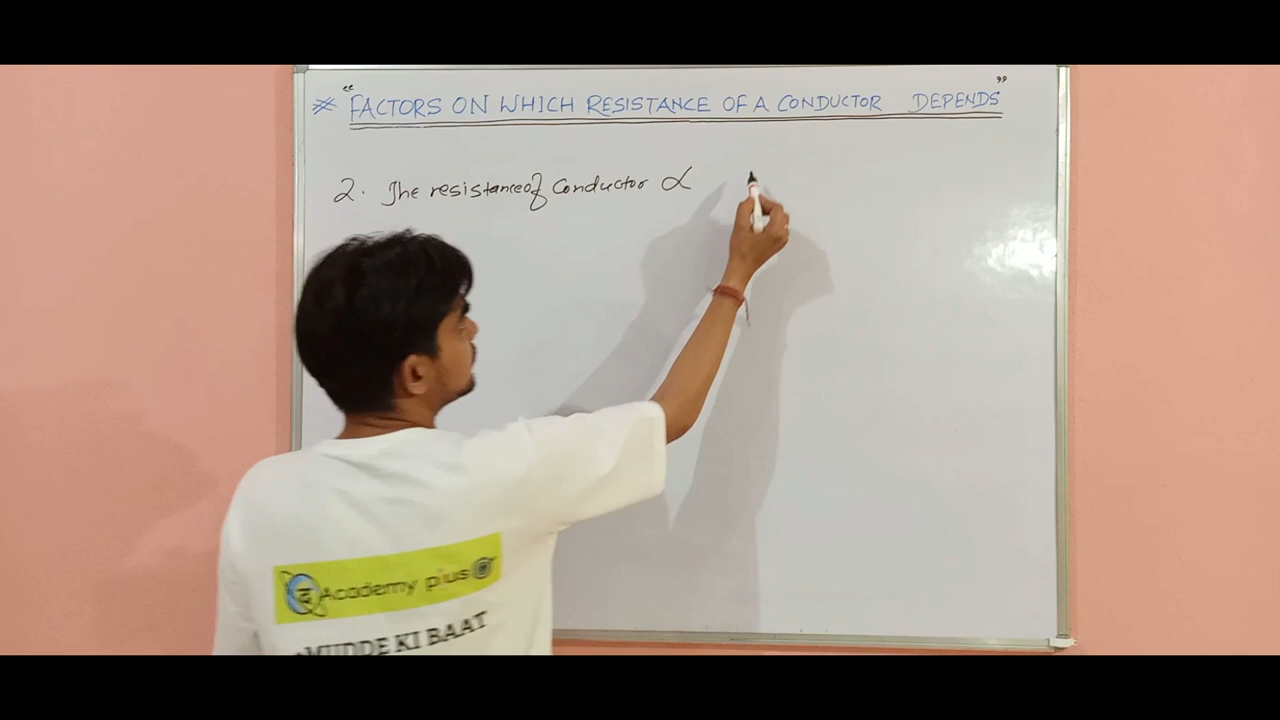 # "FACTORS ON WHICH RESISTANCE OF A CONDUCTOR DEPENDS"
2. The resistance of Conductor ∝
Academy plus
MUDDE KI BAAT